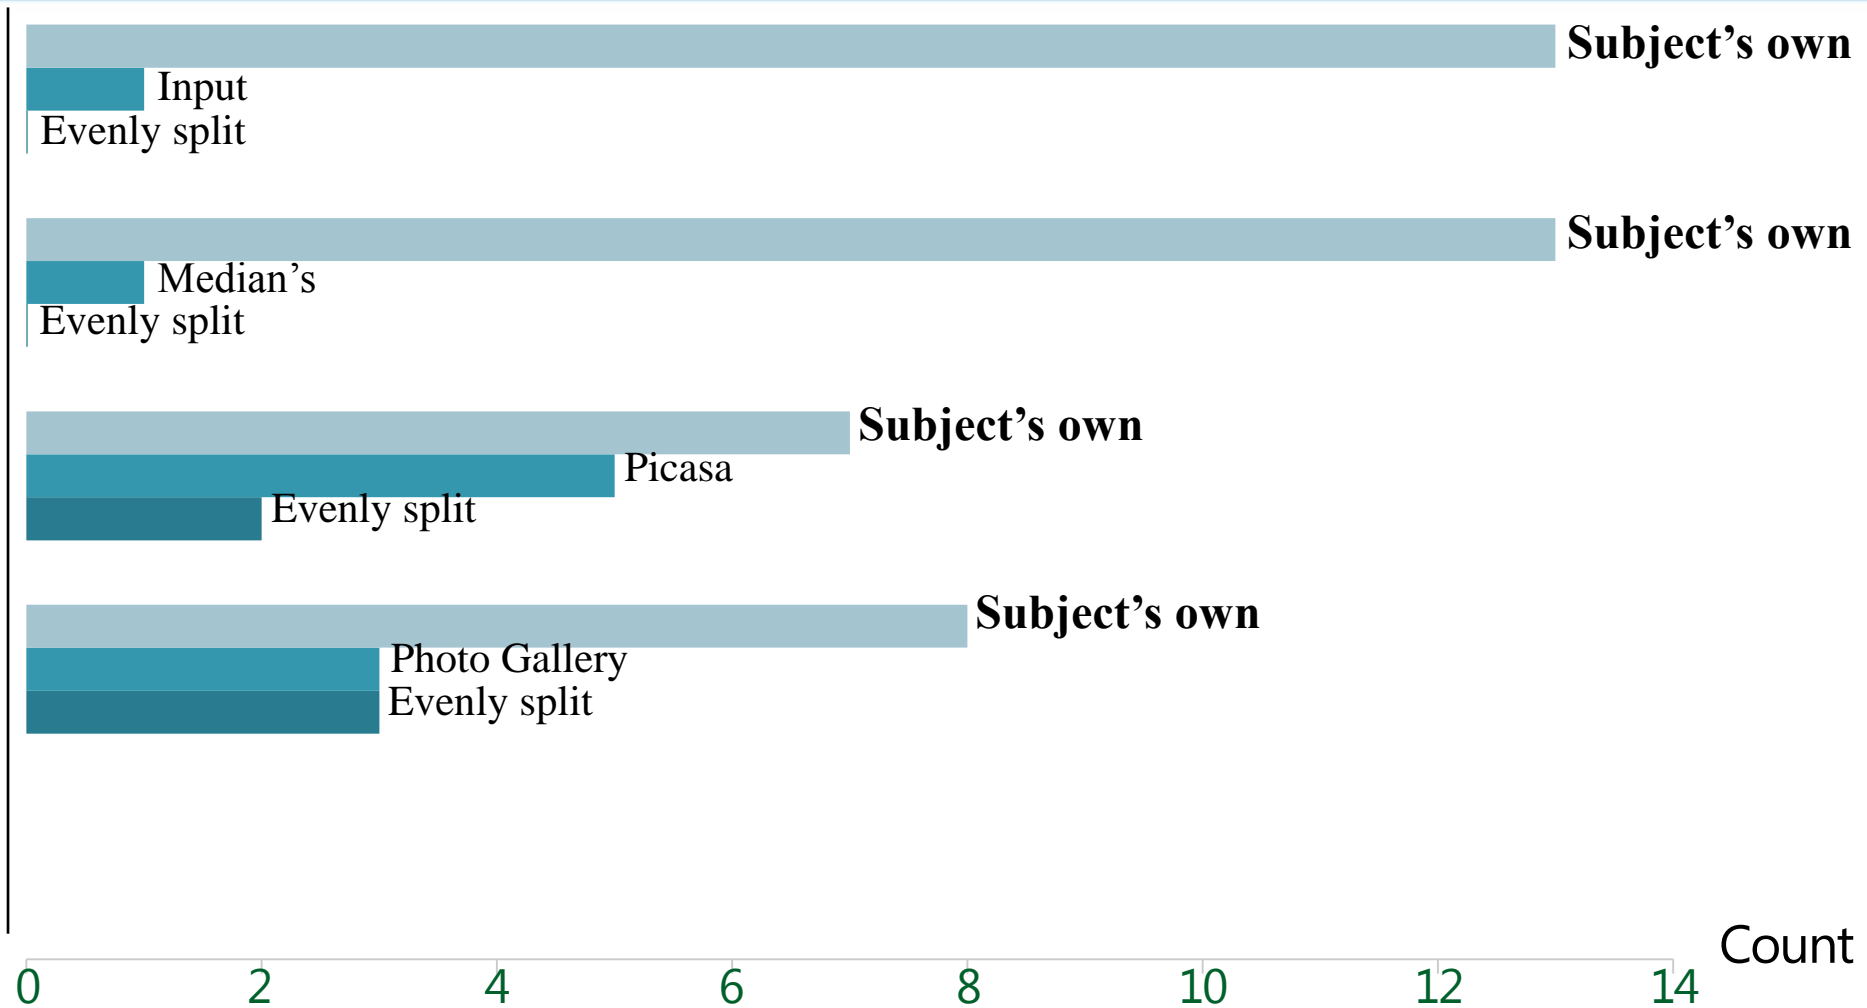 Subject’s own
Input
Evenly split
Subject’s own
Median’s
Evenly split
Subject’s own
Picasa
Evenly split
Subject’s own
Photo Gallery
Evenly split
Count
0 2 4 6 8 10 12 14